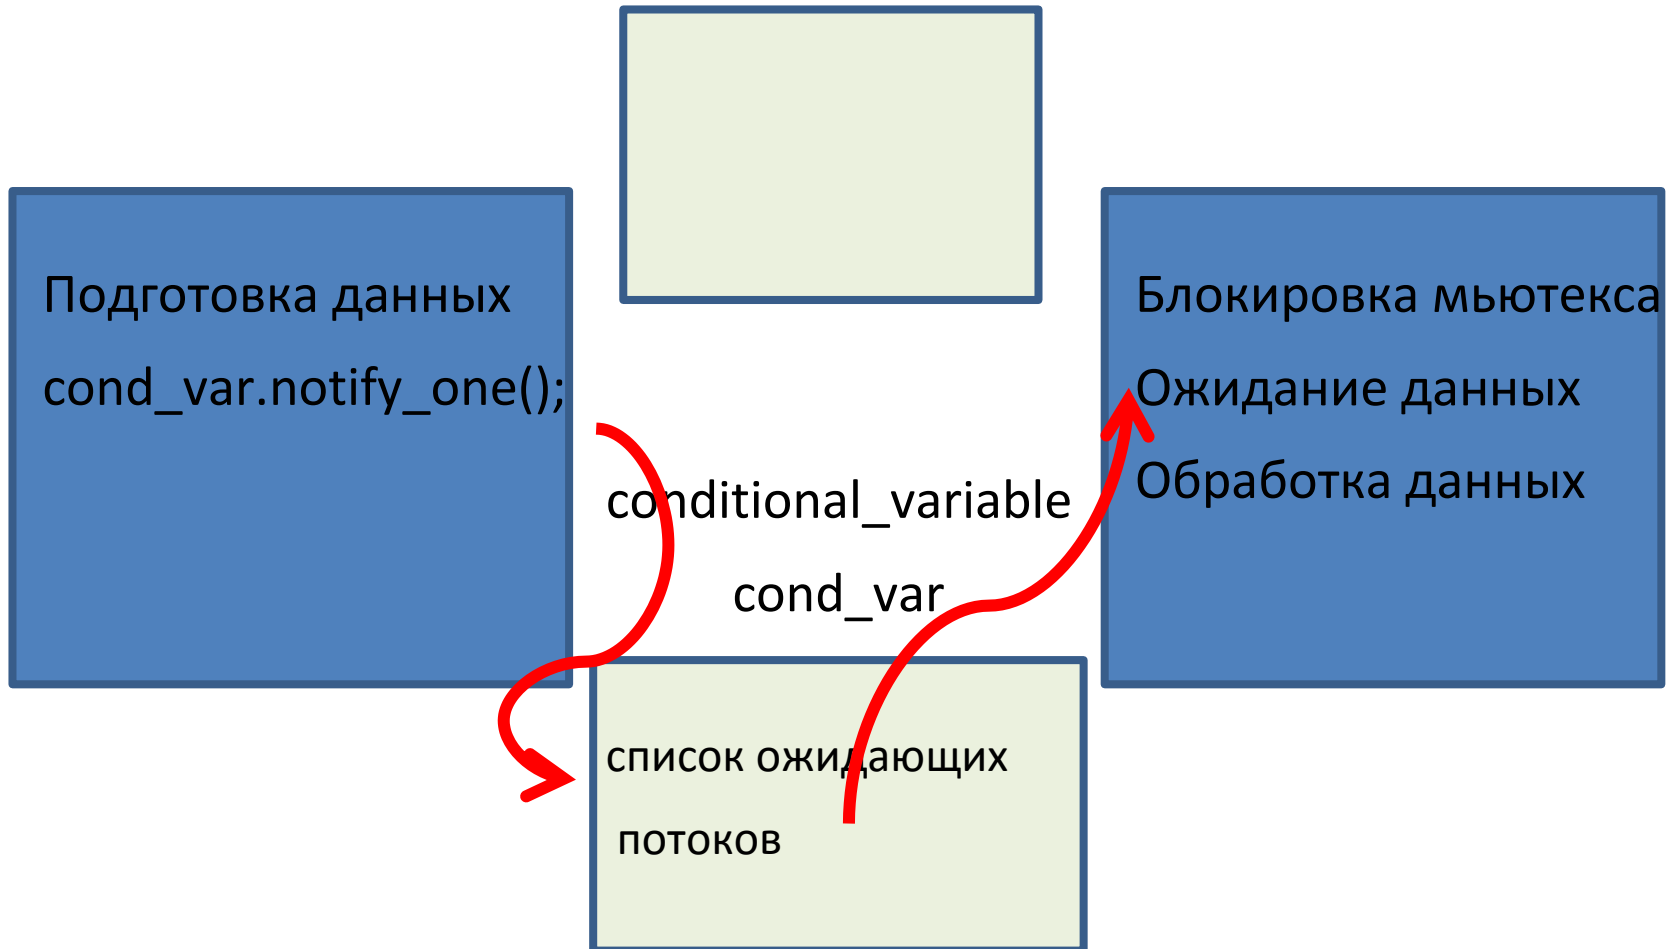 Подготовка данных
cond_var.notify_one();
conditional_variable
cond_var
список ожидающих
потоков
Блокировка мьютекса
Ожидание данных
Обработка данных